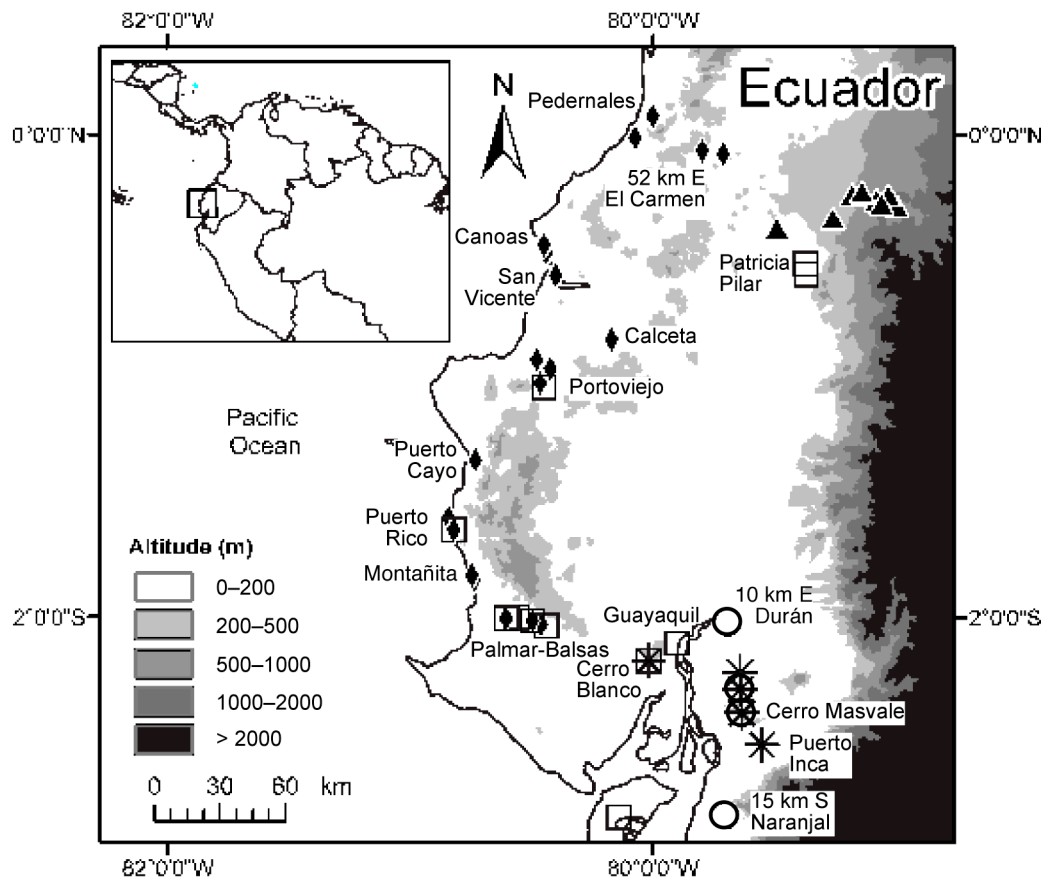 82°0'0"W
80°0'0"W
Ecuador
N
Pedernales
0°0'0"N
0°0'0"N
52 km E
El Carmen
Canoas
San
Vicente
Patricia
Pilar
Calceta
Portoviejo
Pacific
Ocean
Puerto
Cayo
Puerto
Rico
Montañita
Altitude (m)
0–200
200–500
500–1000
1000–2000
> 2000
0 30 60 km
2°0'0"S
2°0'0"S
10 km E
Durán
Guayaquil
Palmar-Balsas
Cerro
Blanco
Cerro Masvale
Puerto
Inca
15 km S
Naranjal
82°0'0"W
80°0'0"W